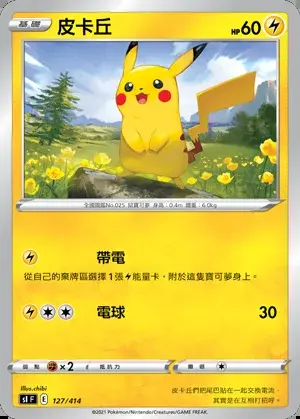 基礎 皮卡丘 HP60
全國圖鑑No.025 鼠寶可夢 身高：0.4m 體重：6.0kg
帶電
從自己的棄牌區選擇1張能量卡，附於這隻寶可夢身上。
電球 30
弱點 ×2 抵抗力 撤退
illus.chibi
sI F E 127/414
皮卡丘們把尾巴貼在一起交換電流，
其實是在互相打招呼。
©2021 Pokémon/Nintendo/Creatures/GAME FREAK.